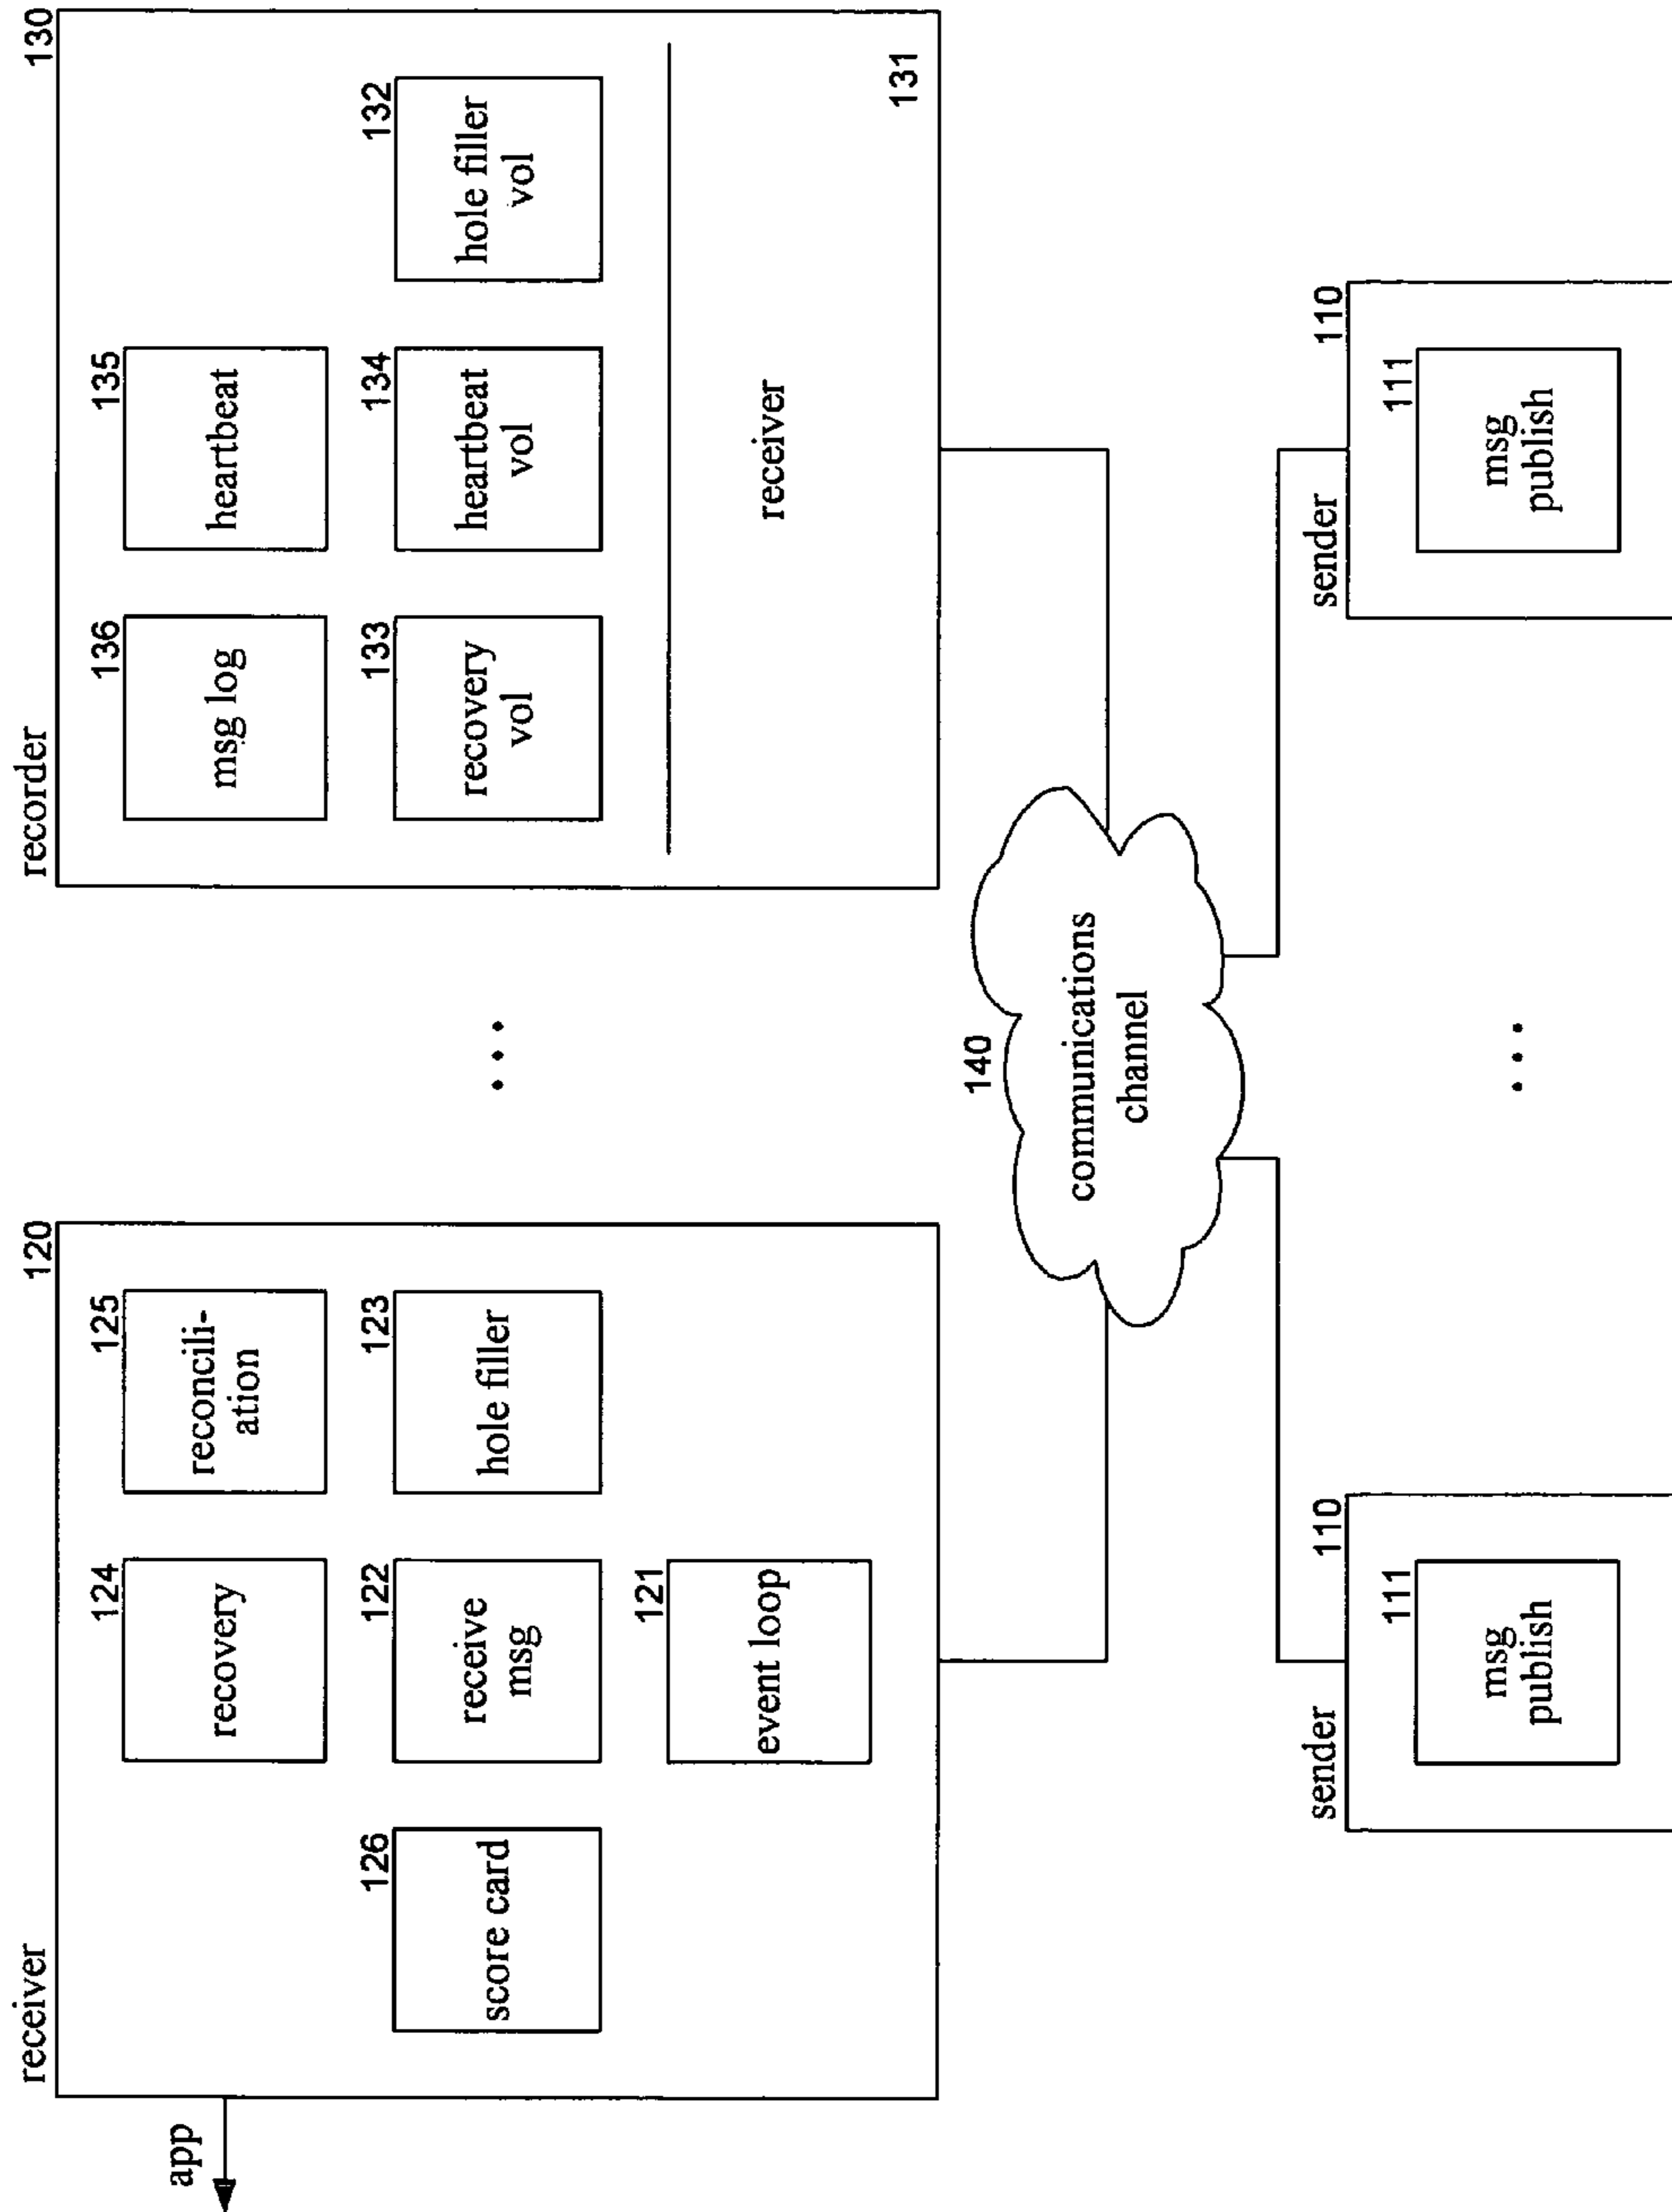 receiver
120
app
124
recovery
125
reconcili-
ation
126
score card
122
receive
msg
123
hole filler
121
event loop
recorder
130
136
msg log
135
heartbeat
133
recovery
vol
134
heartbeat
vol
132
hole filler
vol
receiver
131
...
140
communications
channel
sender
110
111
msg
publish
...
sender
110
111
msg
publish